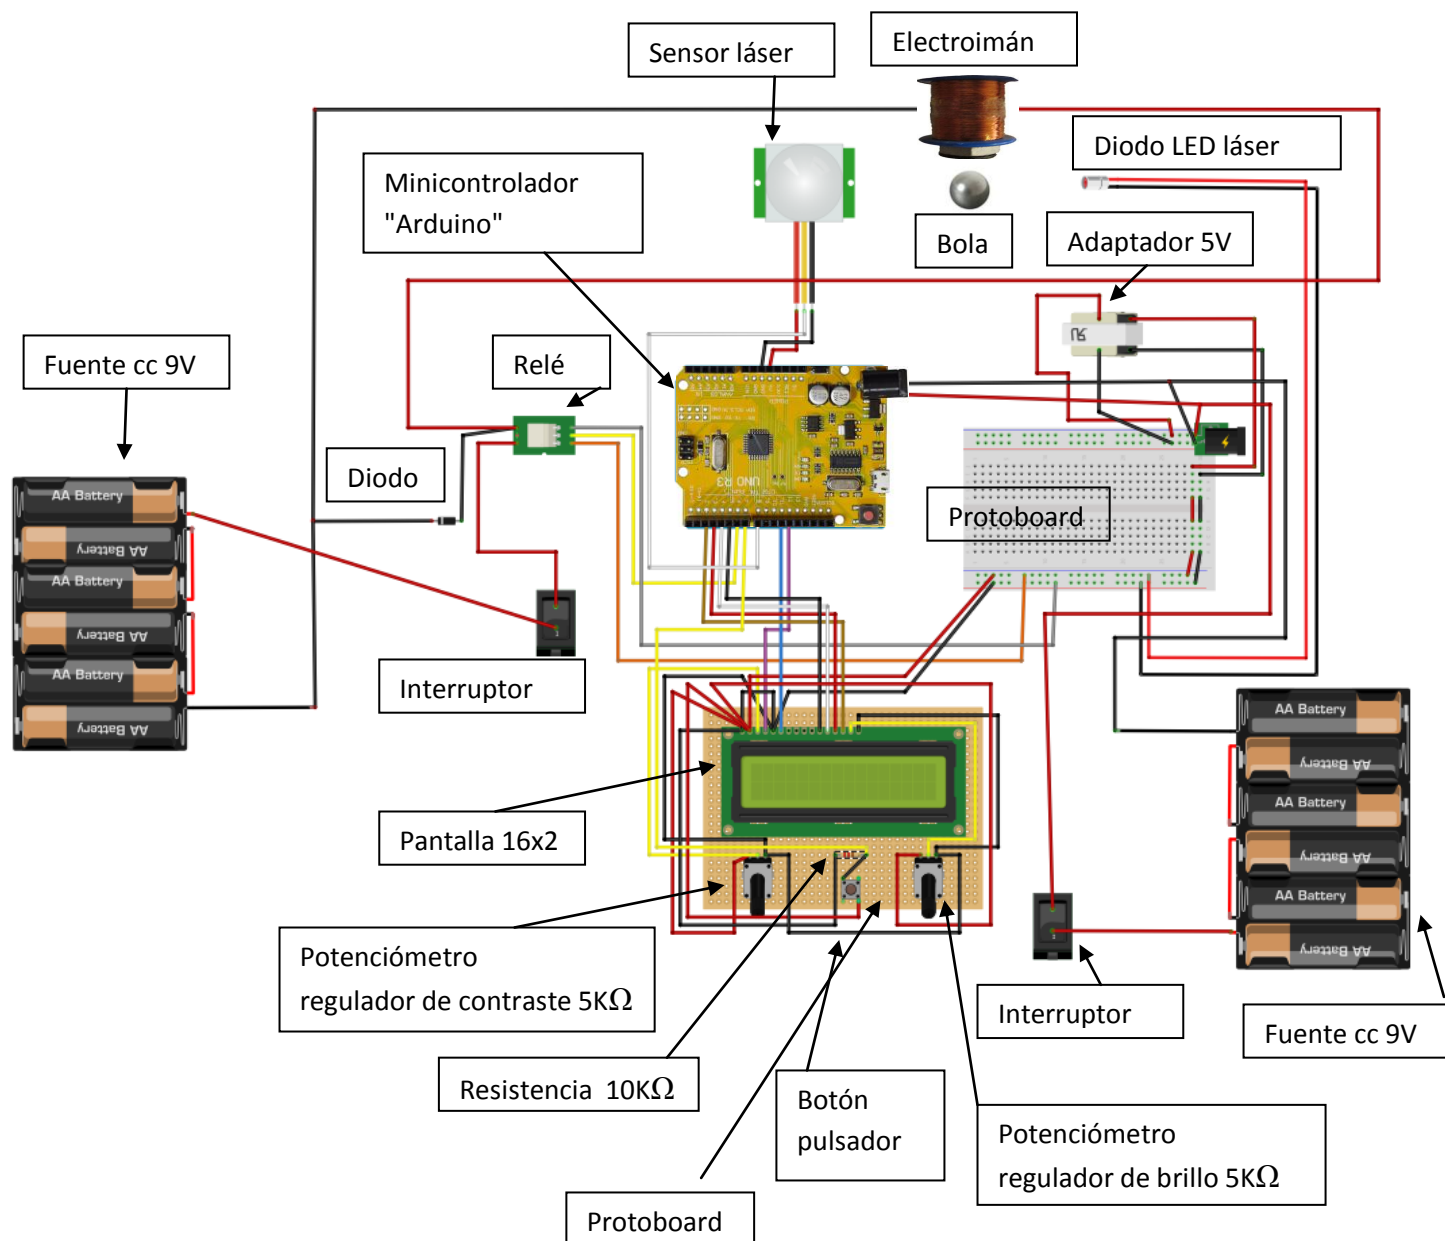 Electroimán
Sensor láser
Diodo LED láser
Minicontrolador
"Arduino"
Bola
Adaptador 5V
Fuente cc 9V
Relé
Diodo
UNO R3
Protoboard
AA Battery
AA Battery
AA Battery
AA Battery
AA Battery
AA Battery
Interruptor
AA Battery
AA Battery
AA Battery
AA Battery
AA Battery
AA Battery
Pantalla 16x2
Potenciómetro
regulador de contraste 5KΩ
Interruptor
Fuente cc 9V
Resistencia 10KΩ
Botón
pulsador
Potenciómetro
regulador de brillo 5KΩ
Protoboard